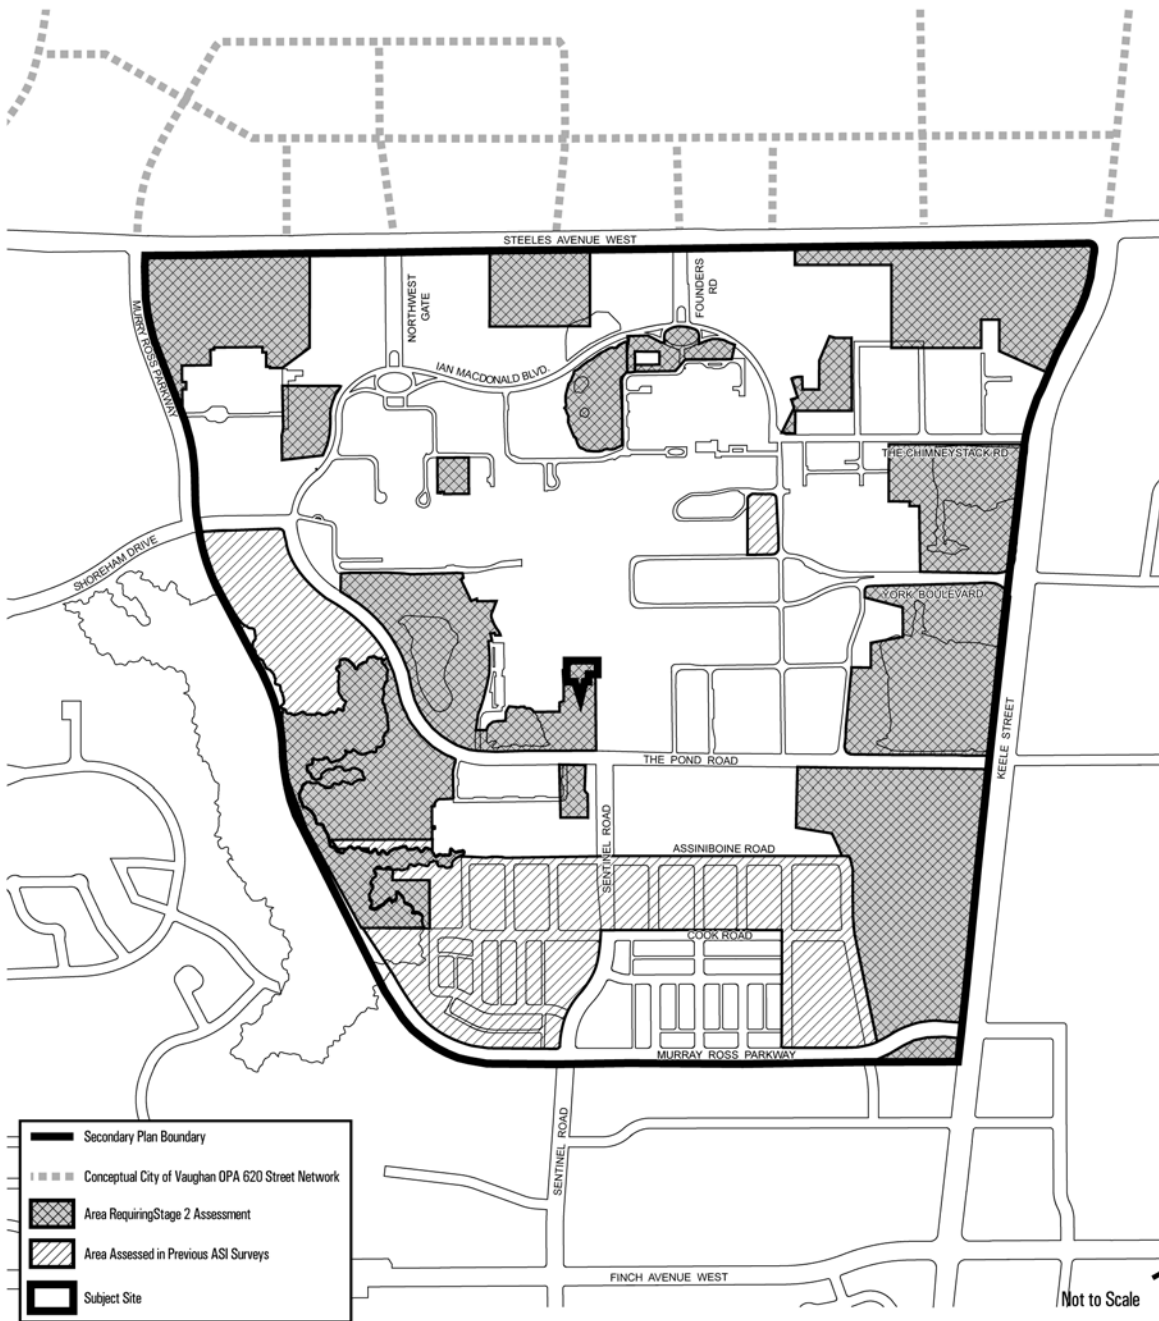 STEELES AVENUE WEST
MURRY ROSS PARKWAY
NORTHWEST
GATE
FOUNDERS
RD
IAN MACDONALD BLVD.
THE CHIMNEYSTACK RD
SHOREHAM DRIVE
YORK BOULEVARD
KEELE STREET
THE POND ROAD
SENTINEL ROAD
ASSINIBOINE ROAD
COOK ROAD
MURRAY ROSS PARKWAY
SENTINEL ROAD
FINCH AVENUE WEST
Secondary Plan Boundary
Conceptual City of Vaughan OPA 620 Street Network
Area RequiringStage 2 Assessment
Area Assessed in Previous ASI Surveys
Subject Site
Not to Scale